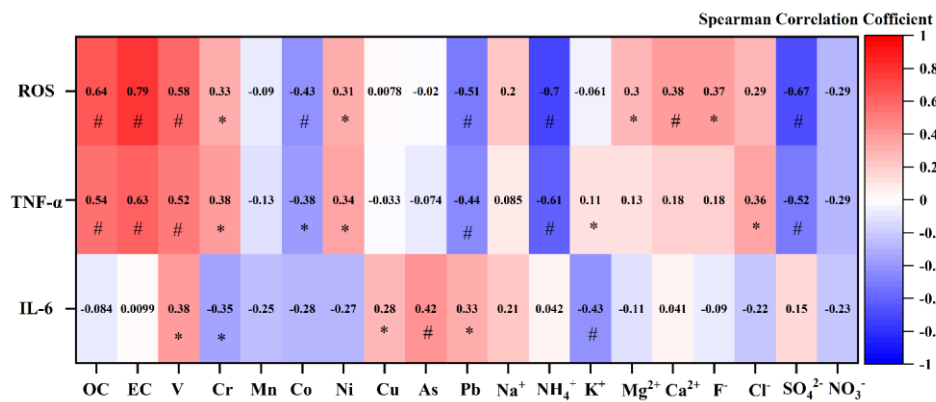 Spearman Correlation Cofficient
ROS 0.64 0.79 0.58 0.33 -0.09 -0.43 0.31 0.0078 -0.02 -0.51 0.2 -0.7 -0.061 0.3 0.38 0.37 0.29 -0.67 -0.29
# # # * # * # # * # * #
TNF-α 0.54 0.63 0.52 0.38 -0.13 -0.38 0.34 -0.033 -0.074 -0.44 0.085 -0.61 0.11 0.13 0.18 0.18 0.36 -0.52 -0.29
# # # * * * # # * * #
IL-6 -0.084 0.0099 0.38 -0.35 -0.25 -0.28 -0.27 0.28 0.42 0.33 0.21 0.042 -0.43 -0.11 0.041 -0.09 -0.22 0.15 -0.23
* * * # * #
OC EC V Cr Mn Co Ni Cu As Pb Na⁺ NH₄⁺ K⁺ Mg²⁺ Ca²⁺ F⁻ Cl⁻ SO₄²⁻ NO₃⁻
1
0.
0.
0.
0.
0
-0.
-0.
-0.
-0.
-1